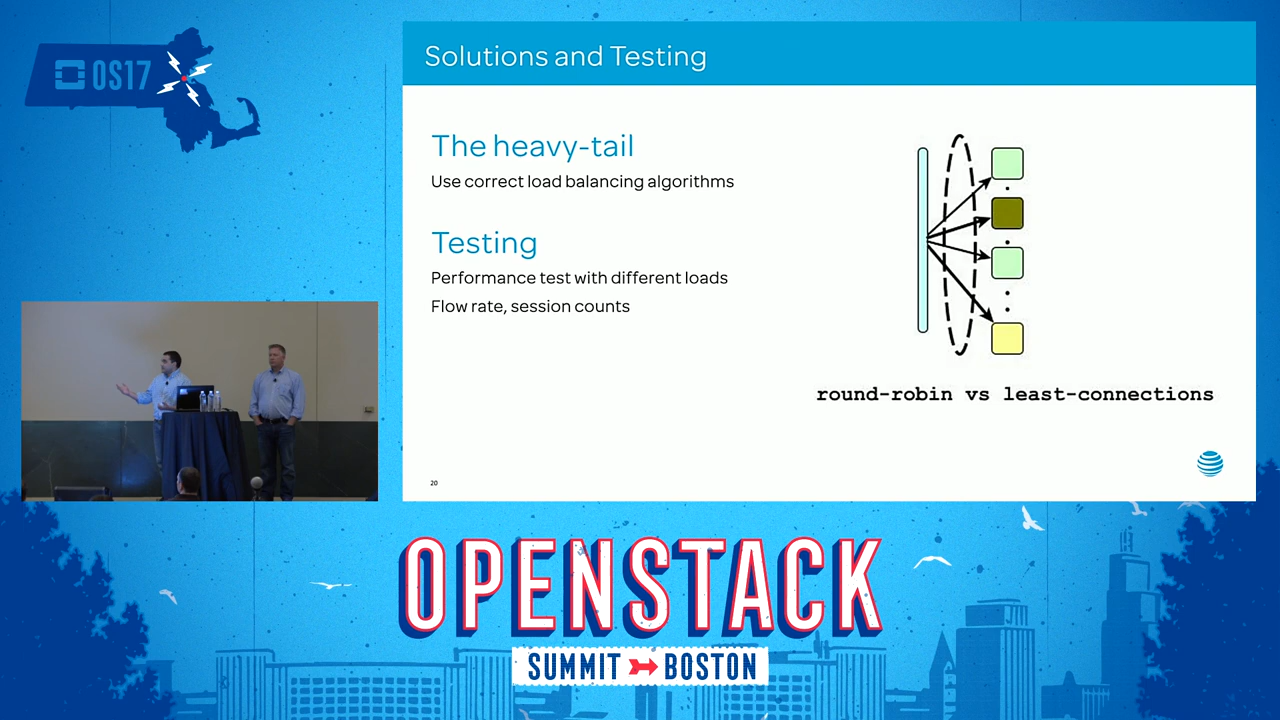 OS17
Solutions and Testing
The heavy-tail
Use correct load balancing algorithms
Testing
Performance test with different loads
Flow rate, session counts
round-robin vs least-connections
20
OPENSTACK
SUMMIT BOSTON